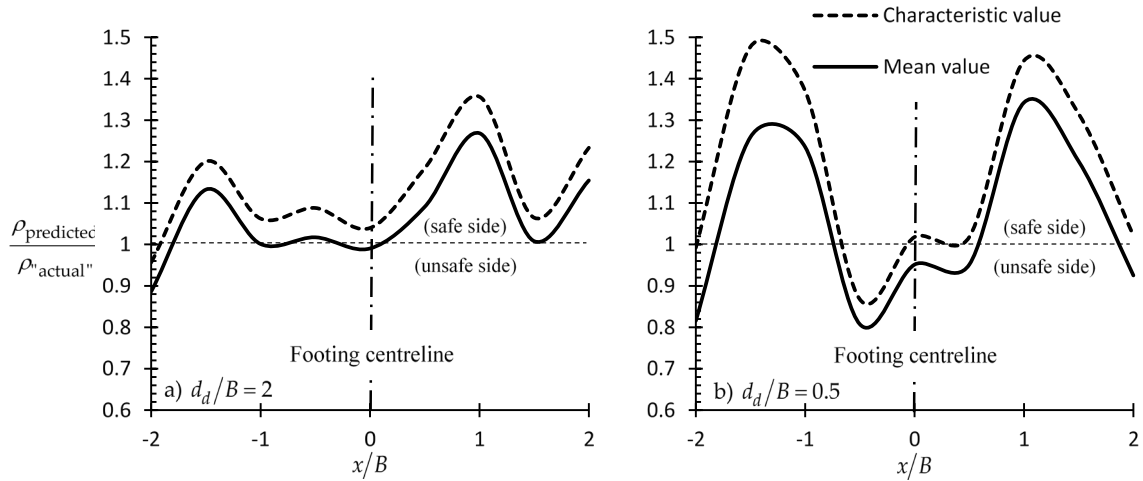 Characteristic value
Mean value
1.5
1.4
1.3
1.2
1.1
1
0.9
0.8
0.7
0.6
ρpredicted
ρ"actual"
(safe side)
(unsafe side)
Footing centreline
a) d_d/B = 2
-2 -1 0 1 2
x/B
1.5
1.4
1.3
1.2
1.1
1
0.9
0.8
0.7
0.6
(safe side)
(unsafe side)
Footing centreline
b) d_d/B = 0.5
-2 -1 0 1 2
x/B